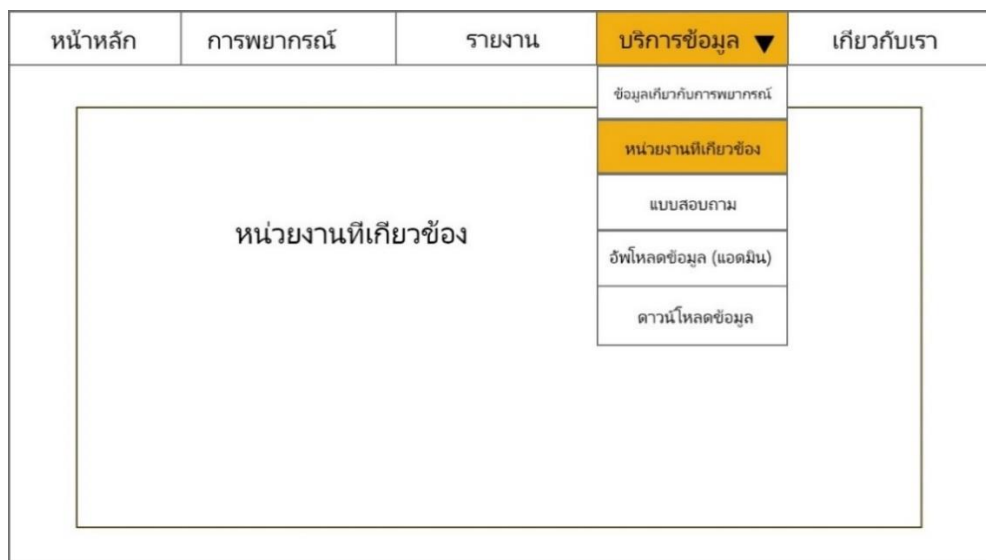 หน้าหลัก การพยากรณ์ รายงาน บริการข้อมูล ▼ เกี่ยวกับเรา
ข้อมูลเกี่ยวกับการพยากรณ์
หน่วยงานที่เกี่ยวข้อง
แบบสอบถาม
อัพโหลดข้อมูล (แอดมิน)
ดาวน์โหลดข้อมูล
หน่วยงานที่เกี่ยวข้อง